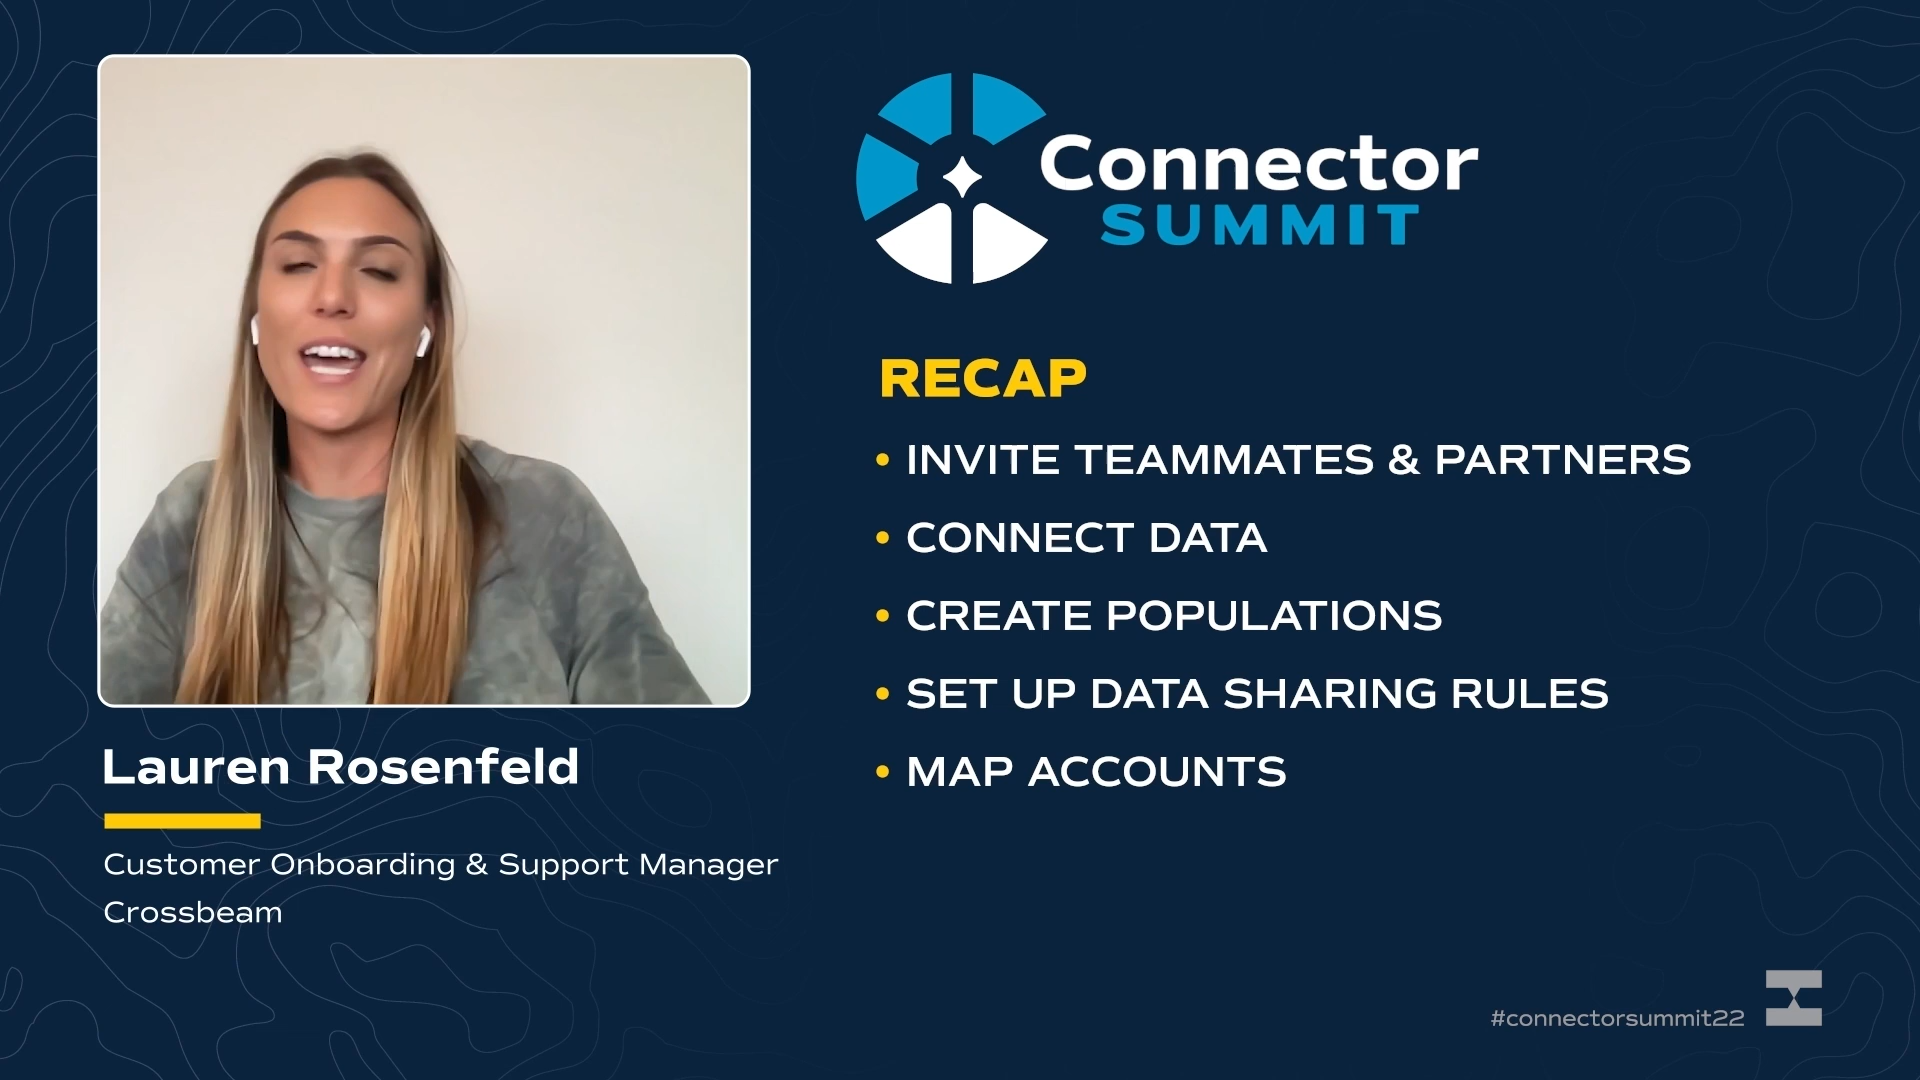 Connector
SUMMIT
RECAP
• INVITE TEAMMATES & PARTNERS
• CONNECT DATA
• CREATE POPULATIONS
• SET UP DATA SHARING RULES
• MAP ACCOUNTS
Lauren Rosenfeld
Customer Onboarding & Support Manager
Crossbeam
#connectorsummit22